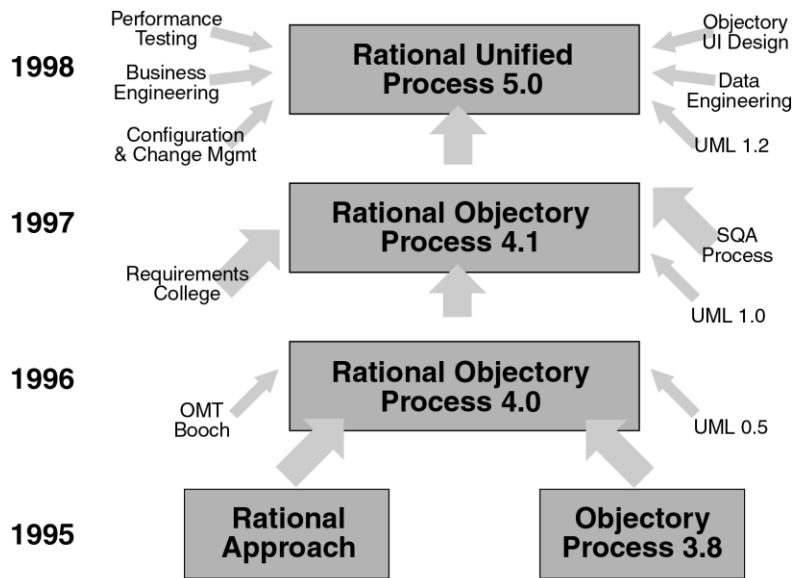 Performance
Testing
Objectory
UI Design
1998
Rational Unified
Process 5.0
Business
Engineering
Data
Engineering
Configuration
& Change Mgmt
UML 1.2
1997
Rational Objectory
Process 4.1
SQA
Process
Requirements
College
UML 1.0
1996
Rational Objectory
Process 4.0
OMT
Booch
UML 0.5
1995
Rational
Approach
Objectory
Process 3.8